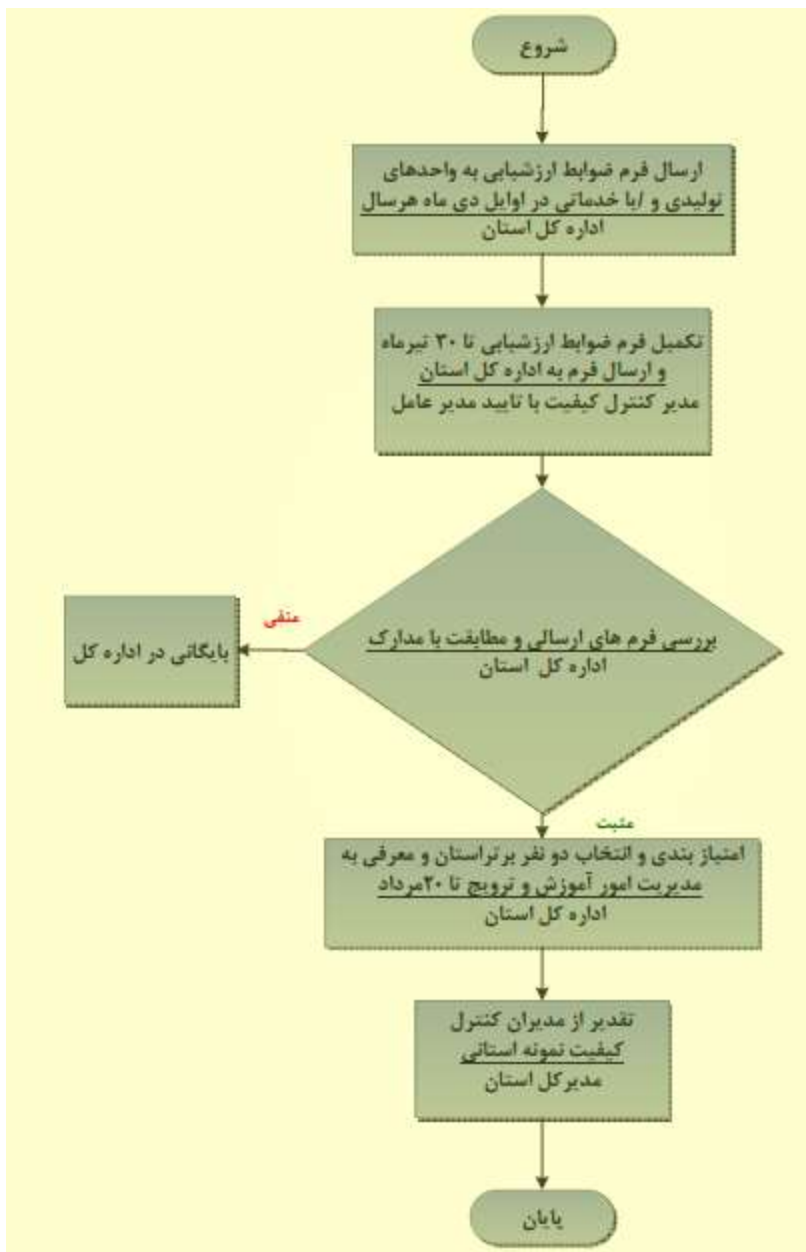 شروع
ارسال فرم ضوابط ارزشیابی به واحدهای
تولیدی و /یا خدماتی در اوایل دی ماه هرسال
اداره کل استان
تکمیل فرم ضوابط ارزشیابی تا ۳۰ تیرماه
و ارسال فرم به اداره کل استان
مدیر کنترل کیفیت با تایید مدیر عامل
بررسی فرم های ارسالی و مطابقت با مدارک
اداره کل استان
منفی
بایگانی در اداره کل
مثبت
امتیاز بندی و انتخاب دو نفر برتراستان و معرفی به
مدیریت امور آموزش و ترویج تا ۲۰مرداد
اداره کل استان
تقدیر از مدیران کنترل
کیفیت نمونه استانی
مدیرکل استان
پایان